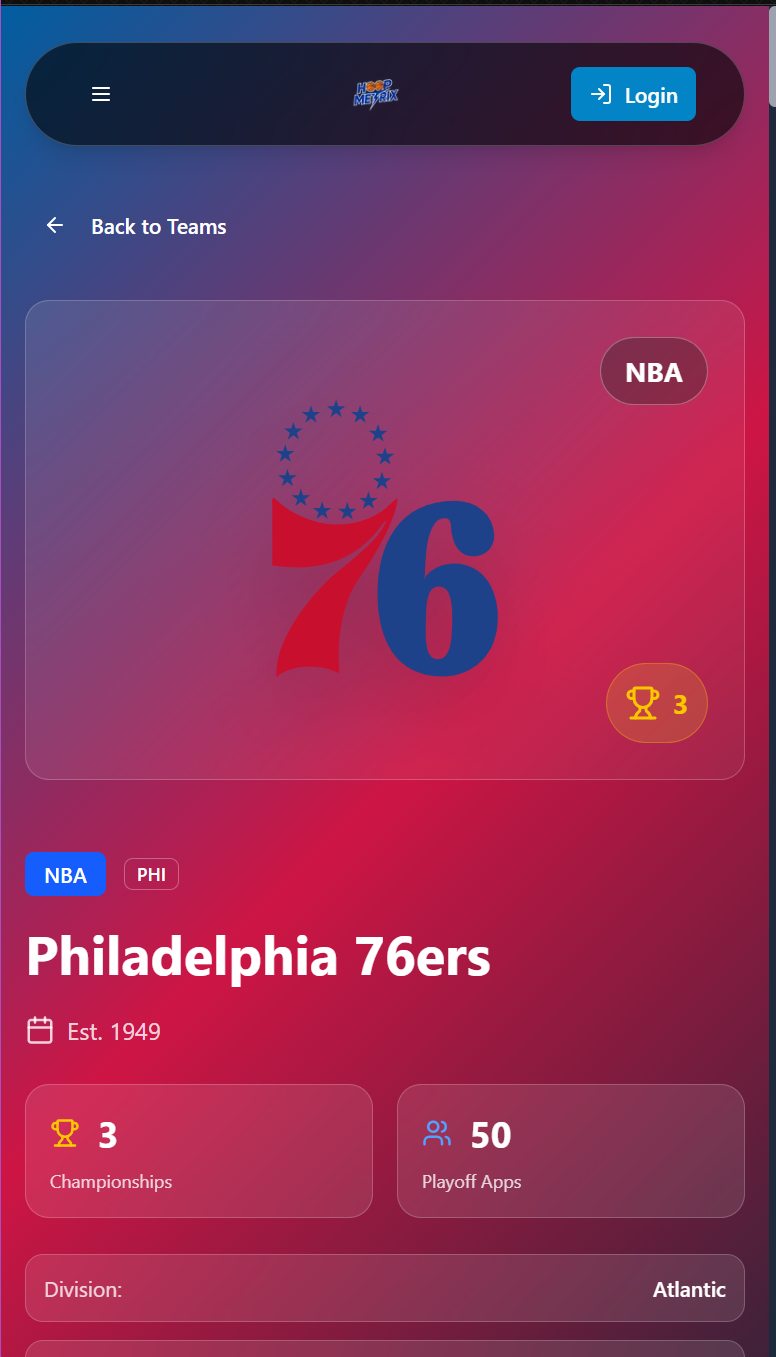 HOOP
METRIX
Login
Back to Teams
NBA
76
3
NBA
PHI
Philadelphia 76ers
Est. 1949
3
Championships
50
Playoff Apps
Division:
Atlantic